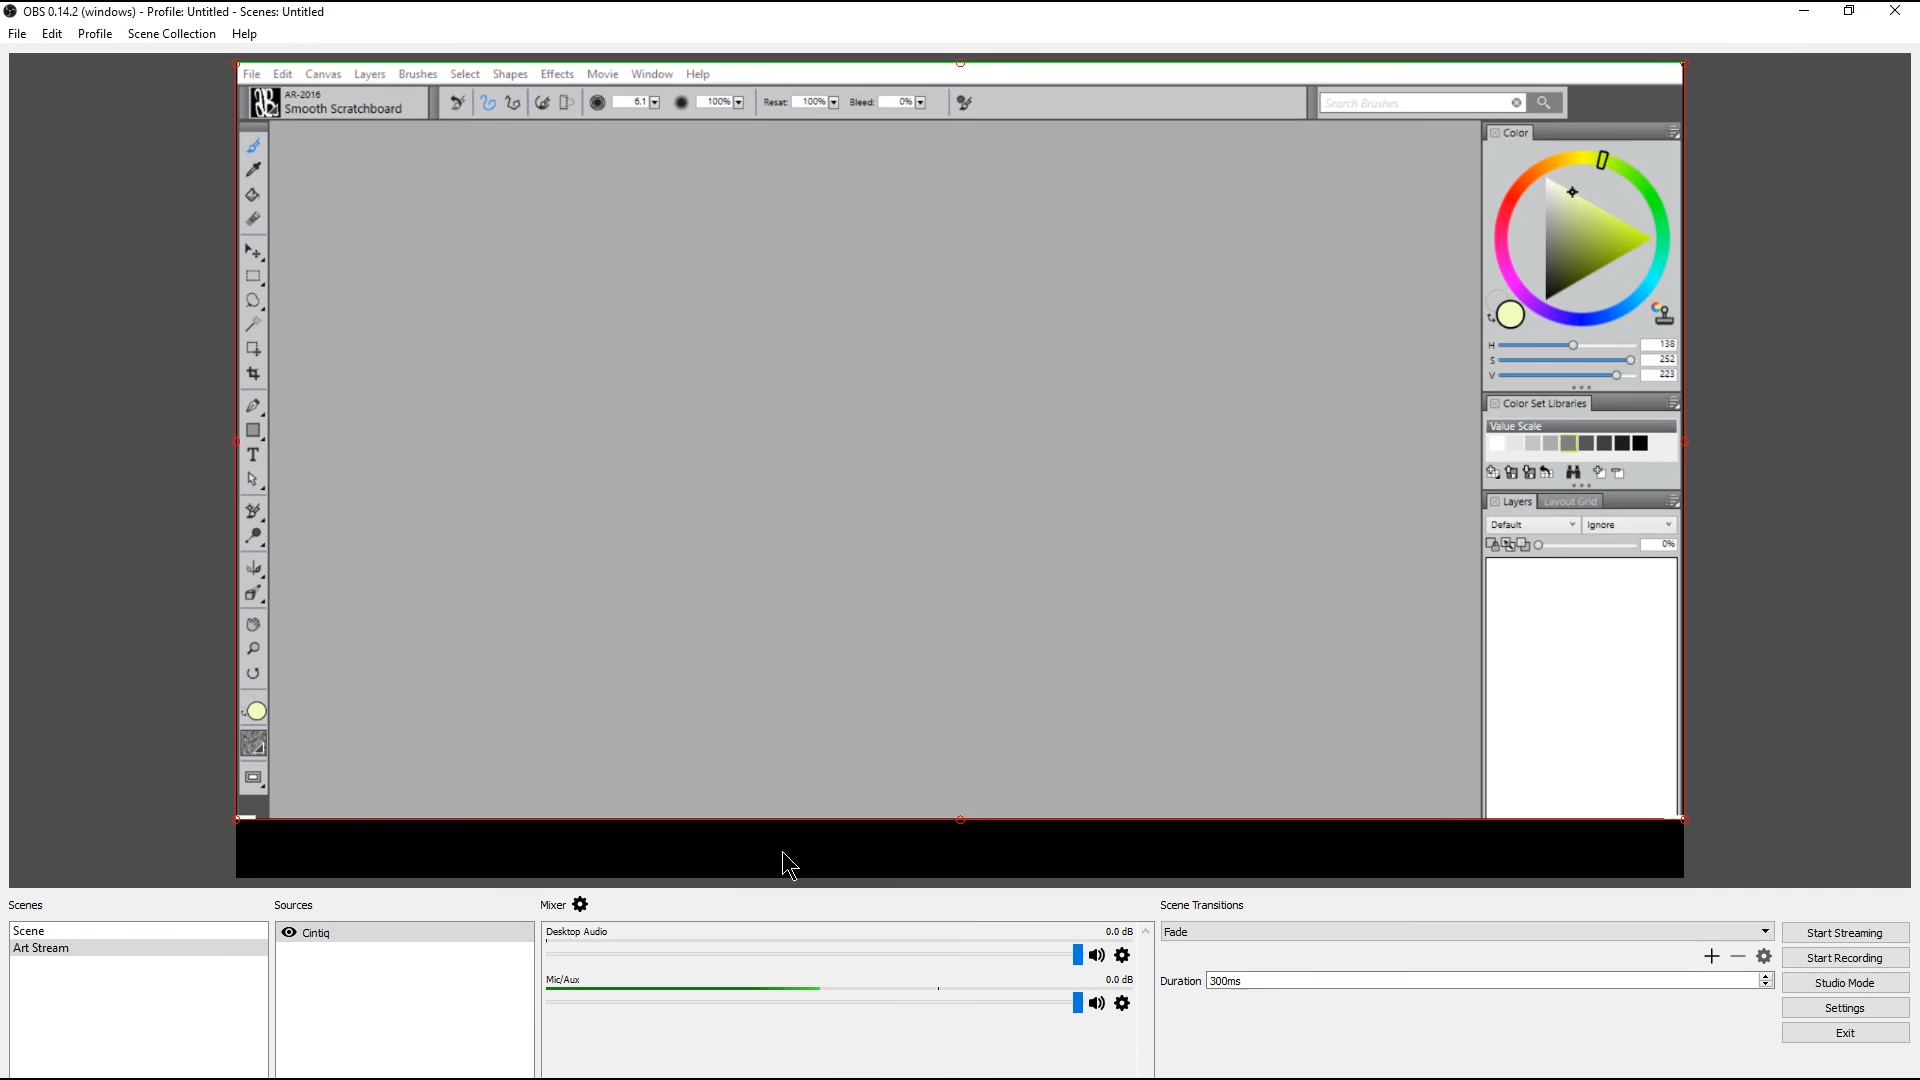 OBS 0.14.2 (windows) - Profile: Untitled - Scenes: Untitled
File Edit Profile Scene Collection Help
File Edit Canvas Layers Brushes Select Shapes Effects Movie Window Help
AR-2016
Smooth Scratchboard
6.1 100% Resat: 100% Bleed: 0% Search Brushes
Color
H 138
S 252
V 223
Color Set Libraries
Value Scale
Layers Layout Grid
Default Ignore
0%
T
Scenes Sources Mixer Scene Transitions
Scene
Art Stream
Cintiq
Desktop Audio 0.0 dB
Mic/Aux 0.0 dB
Fade
Duration 300ms
Start Streaming
Start Recording
Studio Mode
Settings
Exit